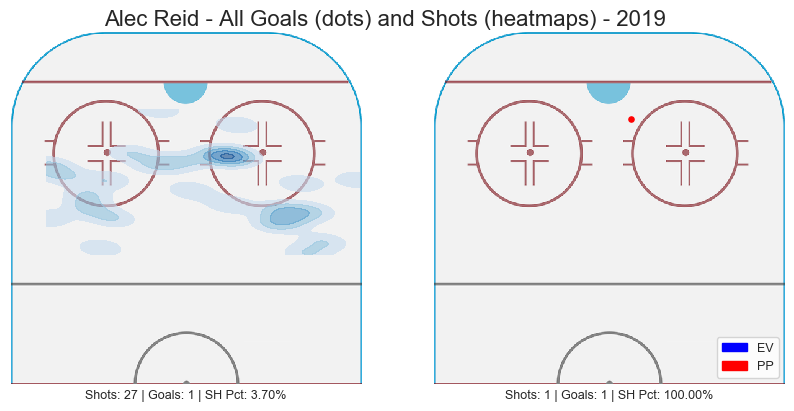 Alec Reid - All Goals (dots) and Shots (heatmaps) - 2019
EV
PP
Shots: 27 | Goals: 1 | SH Pct: 3.70%
Shots: 1 | Goals: 1 | SH Pct: 100.00%